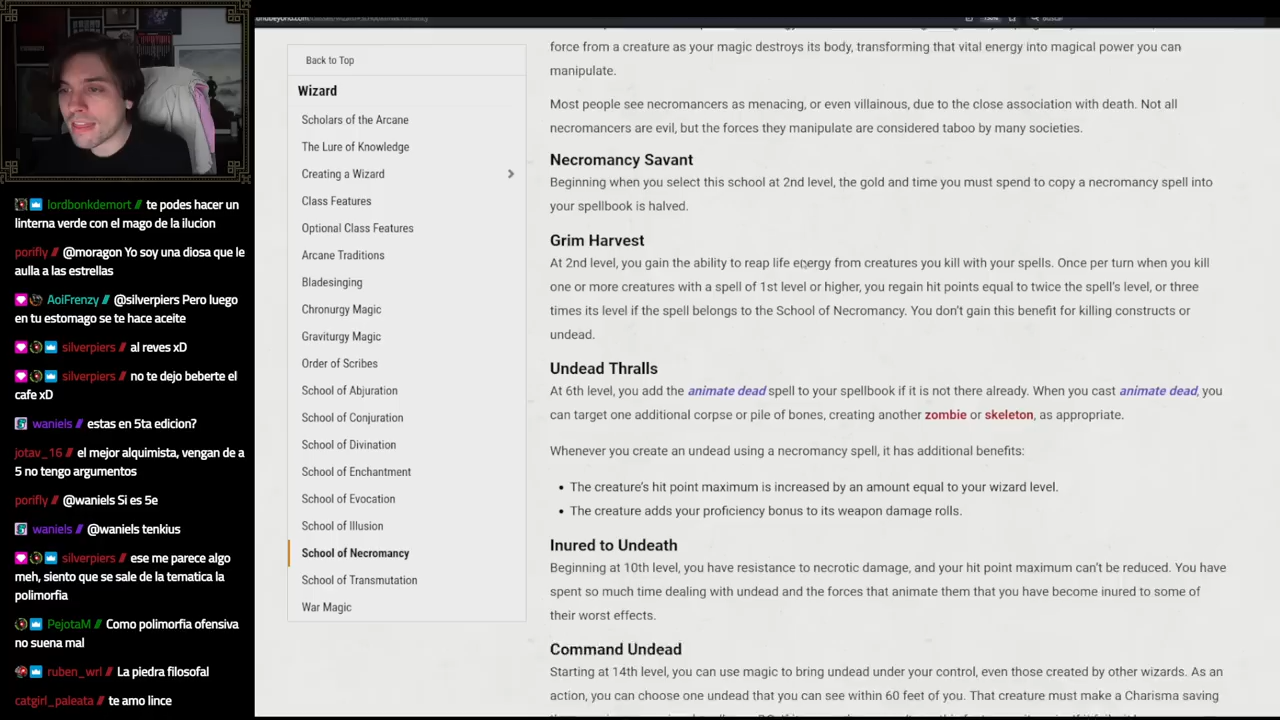 Back to Top
Wizard
Scholars of the Arcane
The Lure of Knowledge
Creating a Wizard
Class Features
Optional Class Features
Arcane Traditions
Bladesinging
Chronurgy Magic
Graviturgy Magic
Order of Scribes
School of Abjuration
School of Conjuration
School of Divination
School of Enchantment
School of Evocation
School of Illusion
School of Necromancy
School of Transmutation
War Magic
force from a creature as your magic destroys its body, transforming that vital energy into magical power you can
manipulate.
Most people see necromancers as menacing, or even villainous, due to the close association with death. Not all
necromancers are evil, but the forces they manipulate are considered taboo by many societies.
Necromancy Savant
Beginning when you select this school at 2nd level, the gold and time you must spend to copy a necromancy spell into
your spellbook is halved.
Grim Harvest
At 2nd level, you gain the ability to reap life energy from creatures you kill with your spells. Once per turn when you kill
one or more creatures with a spell of 1st level or higher, you regain hit points equal to twice the spell's level, or three
times its level if the spell belongs to the School of Necromancy. You don't gain this benefit for killing constructs or
undead.
Undead Thralls
At 6th level, you add the animate dead spell to your spellbook if it is not there already. When you cast animate dead, you
can target one additional corpse or pile of bones, creating another zombie or skeleton, as appropriate.
Whenever you create an undead using a necromancy spell, it has additional benefits:
• The creature's hit point maximum is increased by an amount equal to your wizard level.
• The creature adds your proficiency bonus to its weapon damage rolls.
Inured to Undeath
Beginning at 10th level, you have resistance to necrotic damage, and your hit point maximum can't be reduced. You have
spent so much time dealing with undead and the forces that animate them that you have become inured to some of
their worst effects.
Command Undead
Starting at 14th level, you can use magic to bring undead under your control, even those created by other wizards. As an
action, you can choose one undead that you can see within 60 feet of you. That creature must make a Charisma saving
lordbonkdemort // te podes hacer un
linterna verde con el mago de la ilucion
porifly // @moragon Yo soy una diosa que le
aulla a las estrellas
AoiFrenzy // @silverpiers Pero luego
en tu estomago se te hace aceite
silverpiers // al reves xD
silverpiers // no te dejo beberte el
cafe xD
waniels // estas en 5ta edicion?
jotav_16 // el mejor alquimista, vengan de a
5 no tengo argumentos
porifly // @waniels Si es 5e
waniels // @waniels tenkius
silverpiers // ese me parece algo
meh, siento que se sale de la tematica la
polimorfia
PejotaM // Como polimorfia ofensiva
no suena mal
ruben_wrl // La piedra filosofal
catgirl_paleata // te amo lince